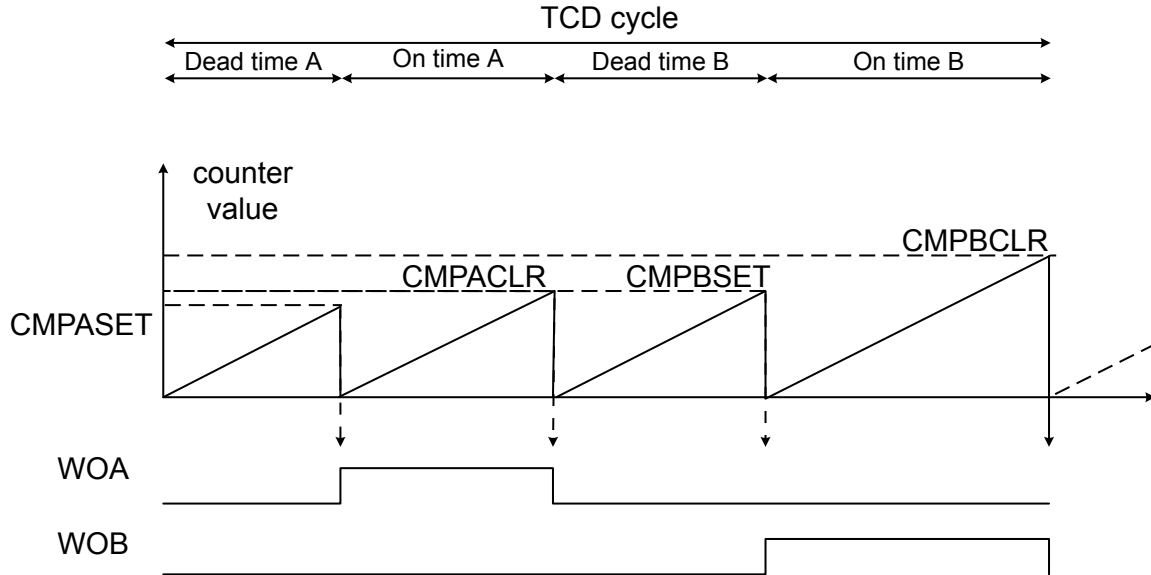 TCD cycle
Dead time A
On time A
Dead time B
On time B
counter
value
CMPBCLR
CMPACLR
CMPBSET
CMPASET
WOA
WOB